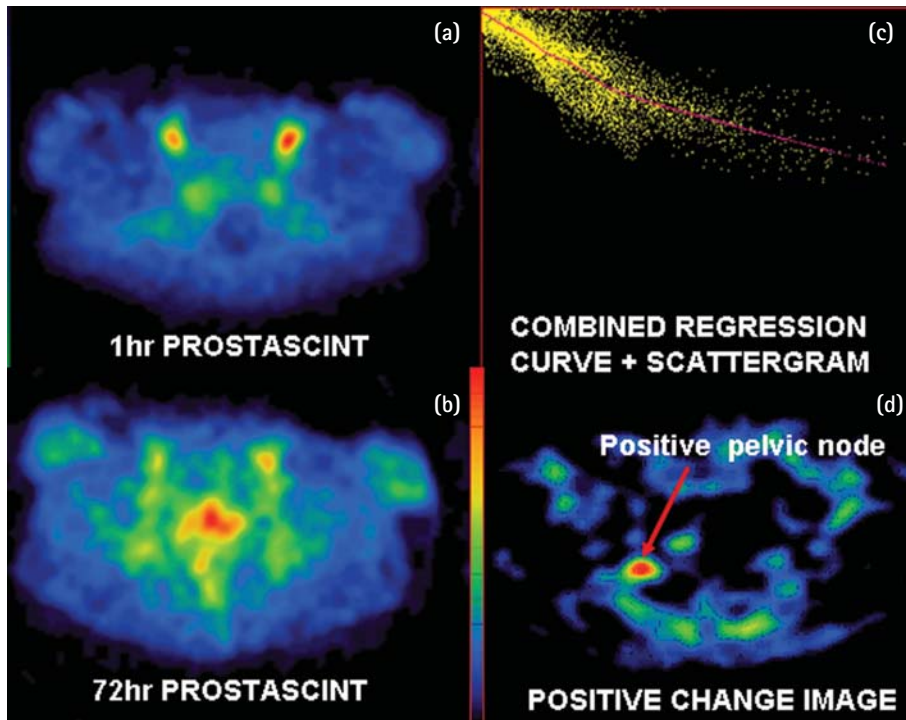 (a)
1hr PROSTASCINT
(c)
COMBINED REGRESSION
CURVE + SCATTERGRAM
(b)
72hr PROSTASCINT
(d)
Positive pelvic node
POSITIVE CHANGE IMAGE